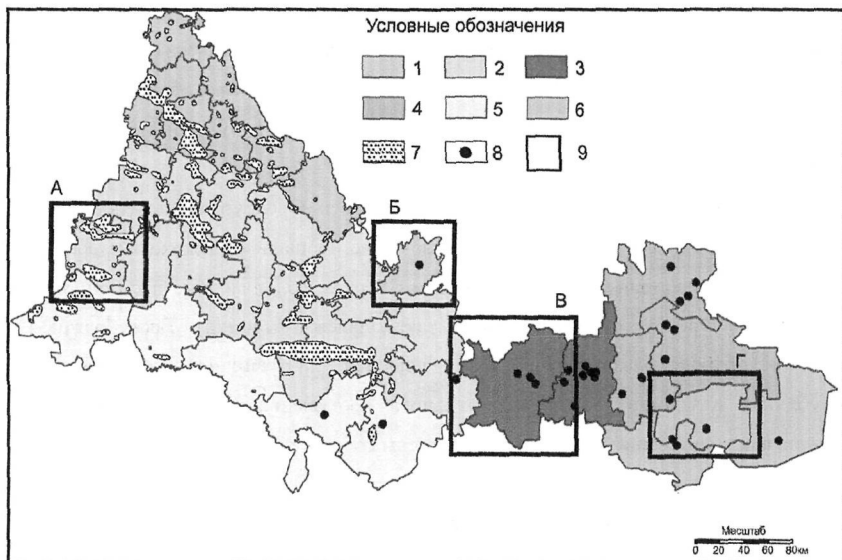 Условные обозначения
1 2 3
4 5 6
7 8 9
А
Б
В
Г
Масштаб
0 20 40 60 80км